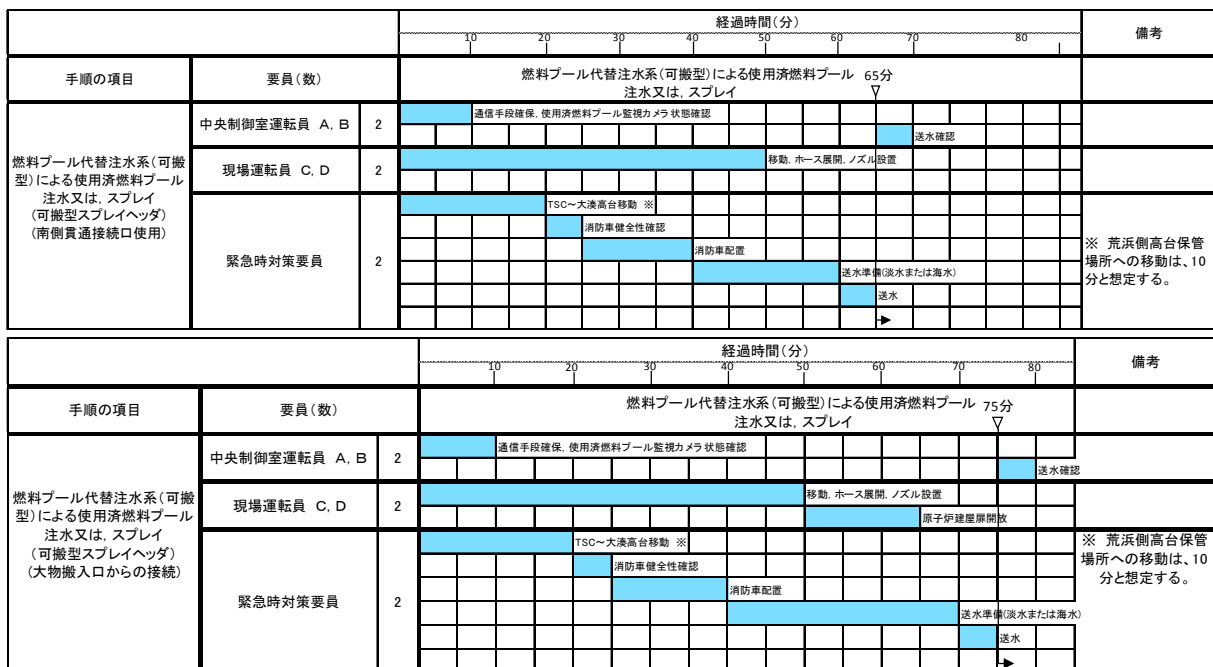 経過時間(分)
備考
10 20 30 40 50 60 70 80
手順の項目
要員(数)
燃料プール代替注水系(可搬型)による使用済燃料プール 65分
注水又は, スプレイ
燃料プール代替注水系(可搬
型)による使用済燃料プール
注水又は, スプレイ
(可搬型スプレイヘッダ)
(南側貫通接続口使用)
中央制御室運転員 A, B 2
通信手段確保, 使用済燃料プール監視カメラ状態確認
送水確認
現場運転員 C, D 2
移動, ホース展開, ノズル設置
緊急時対策要員 2
TSC~大湊高台移動 ※
消防車健全性確認
消防車配置
送水準備(淡水または海水)
送水
※ 荒浜側高台保管
場所への移動は、10
分と想定する。
経過時間(分)
備考
10 20 30 40 50 60 70 80
手順の項目
要員(数)
燃料プール代替注水系(可搬型)による使用済燃料プール 75分
注水又は, スプレイ
燃料プール代替注水系(可搬
型)による使用済燃料プール
注水又は, スプレイ
(可搬型スプレイヘッダ)
(大物搬入口からの接続)
中央制御室運転員 A, B 2
通信手段確保, 使用済燃料プール監視カメラ状態確認
送水確認
現場運転員 C, D 2
移動, ホース展開, ノズル設置
原子炉建屋扉開放
緊急時対策要員 2
TSC~大湊高台移動 ※
消防車健全性確認
消防車配置
送水準備(淡水または海水)
送水
※ 荒浜側高台保管
場所への移動は、10
分と想定する。